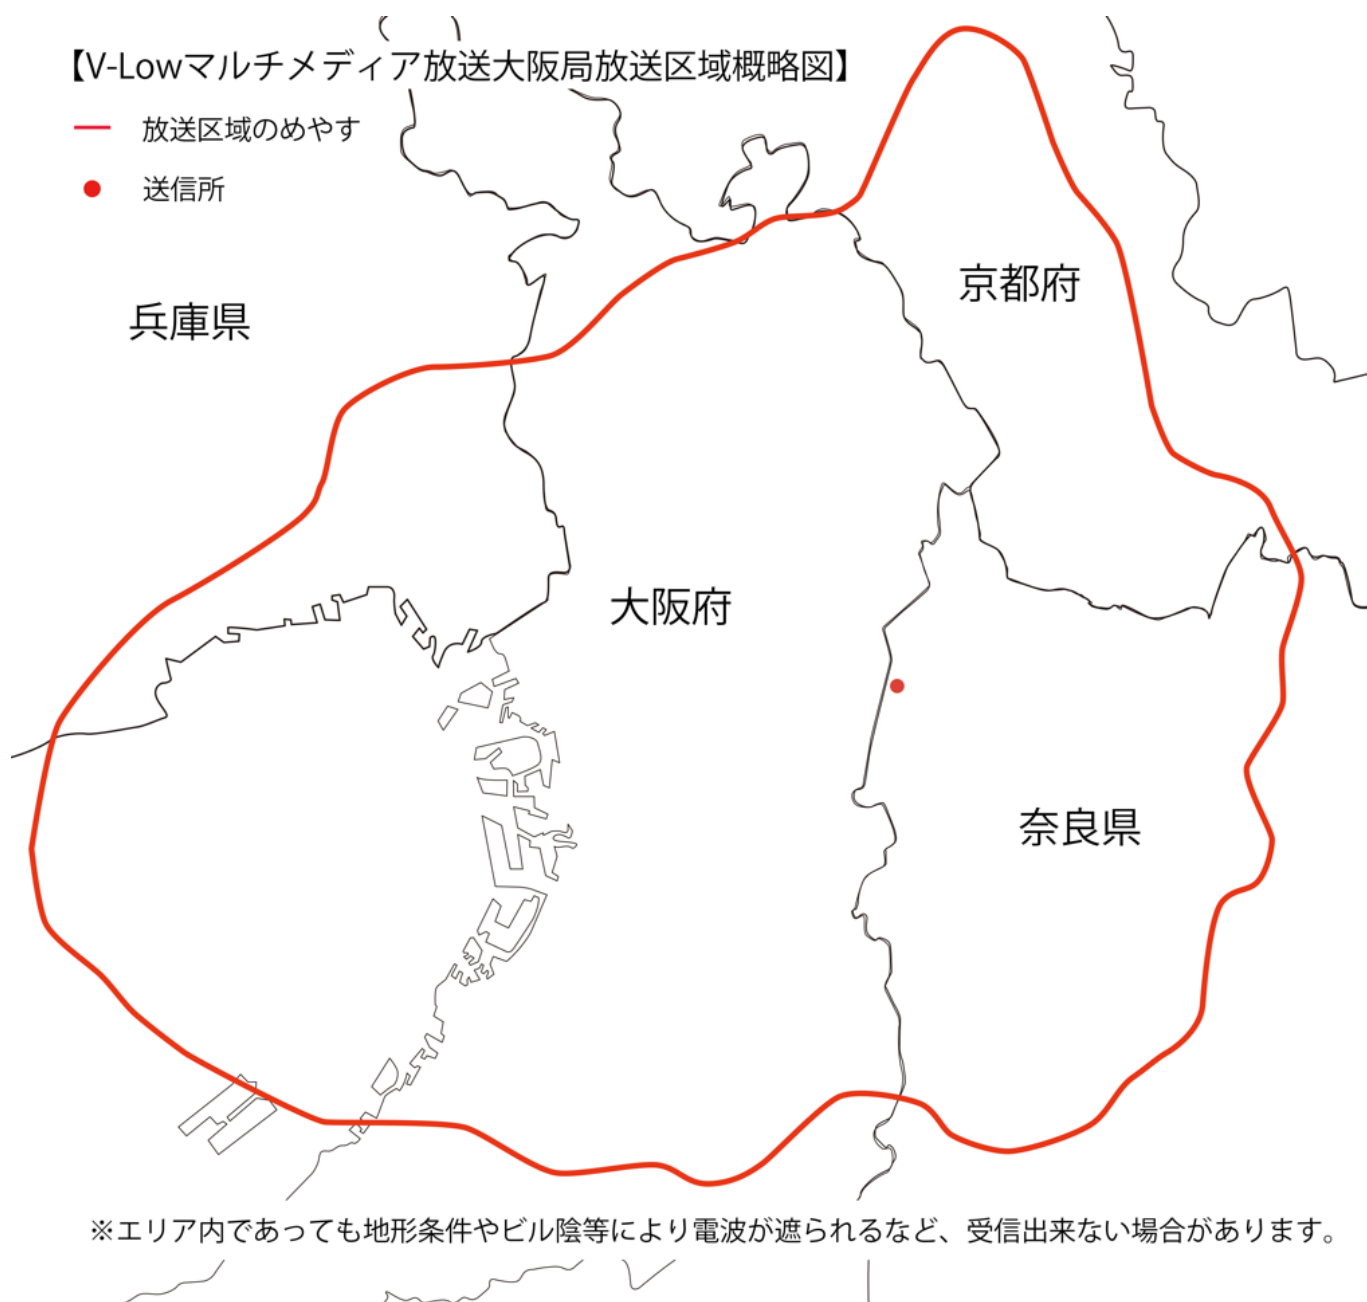 【V-Lowマルチメディア放送大阪局放送区域概略図】
放送区域のめやす
送信所
京都府
兵庫県
大阪府
奈良県
※エリア内であっても地形条件やビル陰等により電波が遮られるなど、受信出来ない場合があります。